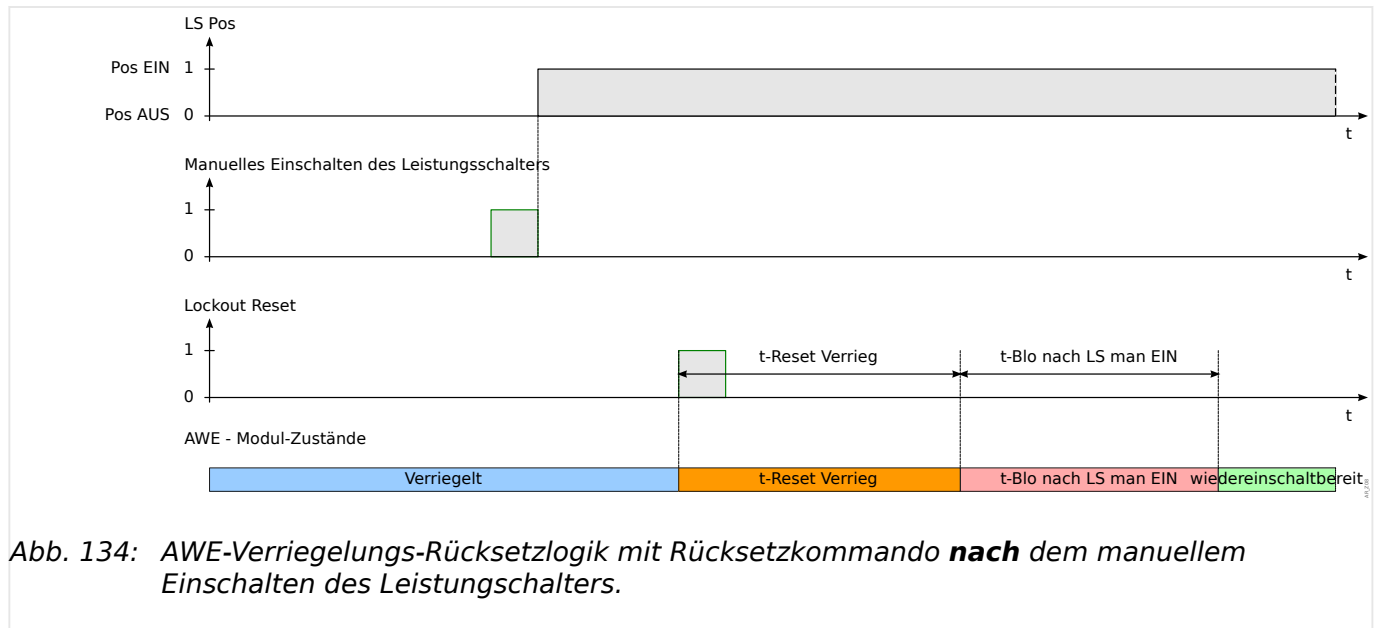 LS Pos
Pos EIN 1
Pos AUS 0
t
Manuelles Einschalten des Leistungsschalters
1
0
t
Lockout Reset
1
t-Reset Verrieg t-Blo nach LS man EIN
0
t
AWE - Modul-Zustände
Verriegelt t-Reset Verrieg t-Blo nach LS man EIN wiedereinschaltbereit
Abb. 134: AWE-Verriegelungs-Rücksetzlogik mit Rücksetzkommando nach dem manuellem
Einschalten des Leistungschalters.